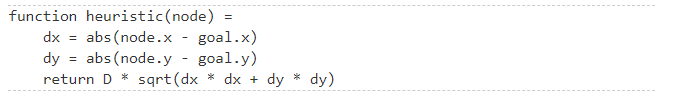 function heuristic(node) =
    dx = abs(node.x - goal.x)
    dy = abs(node.y - goal.y)
    return D * sqrt(dx * dx + dy * dy)